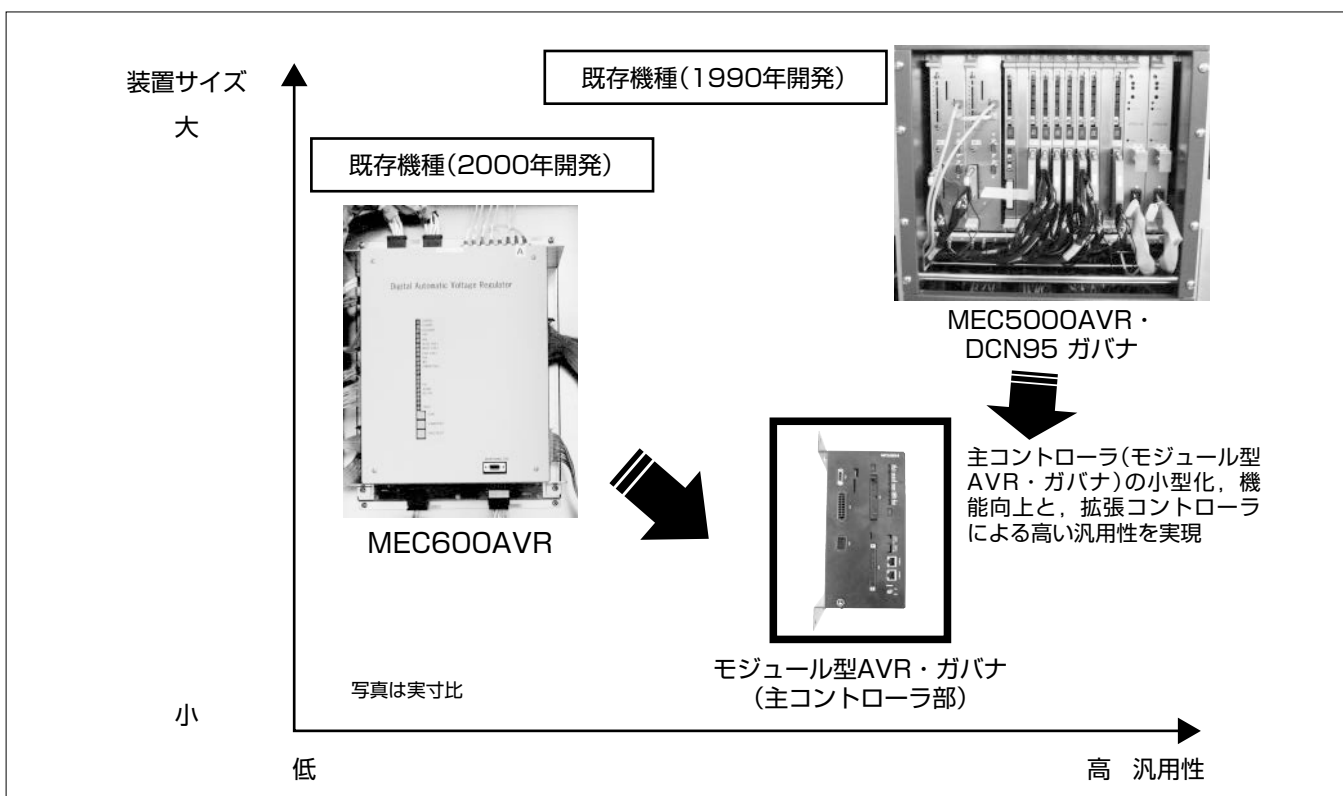 装置サイズ
大
既存機種(1990年開発)
既存機種(2000年開発)
Digital Automatic Voltage Regulator
A
MEC600AVR
MEC5000AVR・
DCN95 ガバナ
主コントローラ(モジュール型
AVR・ガバナ)の小型化，機
能向上と，拡張コントローラ
による高い汎用性を実現
モジュール型AVR・ガバナ
(主コントローラ部)
写真は実寸比
小
低
高 汎用性